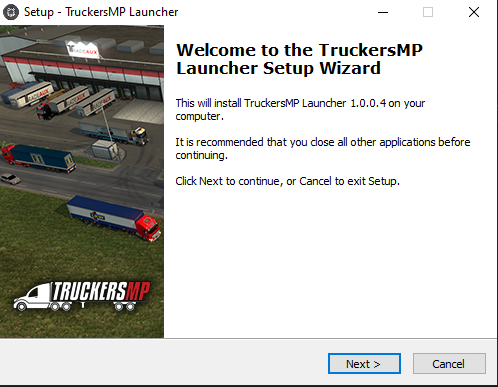 Setup - TruckersMP Launcher
Welcome to the TruckersMP
Launcher Setup Wizard
This will install TruckersMP Launcher 1.0.0.4 on your
computer.
It is recommended that you close all other applications before
continuing.
Click Next to continue, or Cancel to exit Setup.
TRUCKERSMP
Next >
Cancel